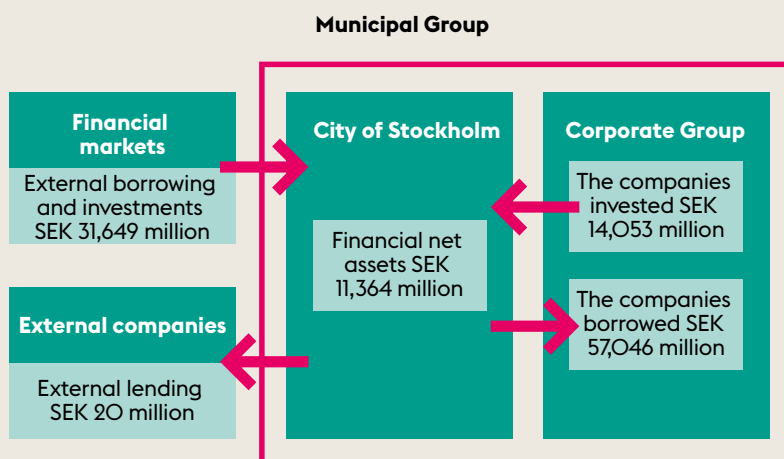 Municipal Group
Financial
markets
External borrowing
and investments
SEK 31,649 million
External companies
External lending
SEK 20 million
City of Stockholm
Financial net
assets SEK
11,364 million
Corporate Group
The companies
invested SEK
14,053 million
The companies
borrowed SEK
57,046 million